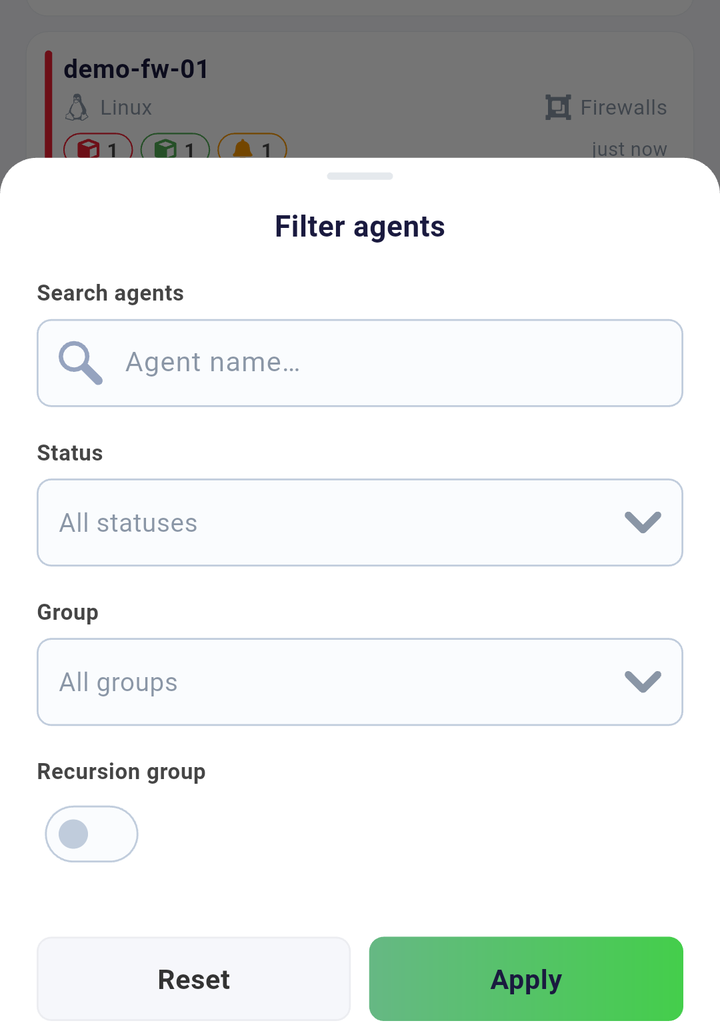 demo-fw-01
Linux
Firewalls
1
1
1
just now
Filter agents
Search agents
Agent name...
Status
All statuses
Group
All groups
Recursion group
Reset
Apply